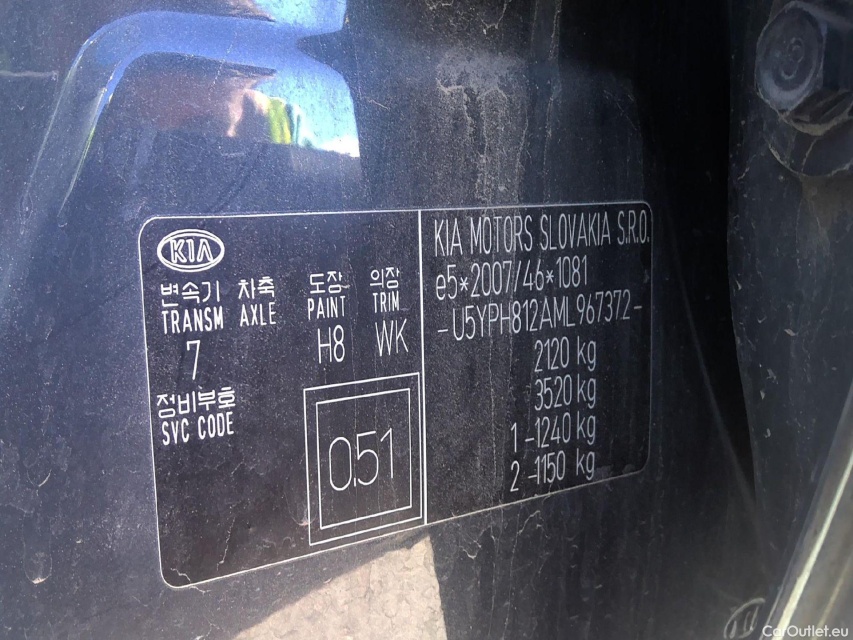 KIA
변속기 차축 도장 의장
TRANSM AXLE PAINT TRIM
7 H8 WK
정비부호
SVC CODE
0.51
KIA MOTORS SLOVAKIA S.R.O.
e5*2007/46*1081
-U5YPH812AML967372-
2120 kg
3520 kg
1-1240 kg
2-1150 kg
CarOutlet.eu